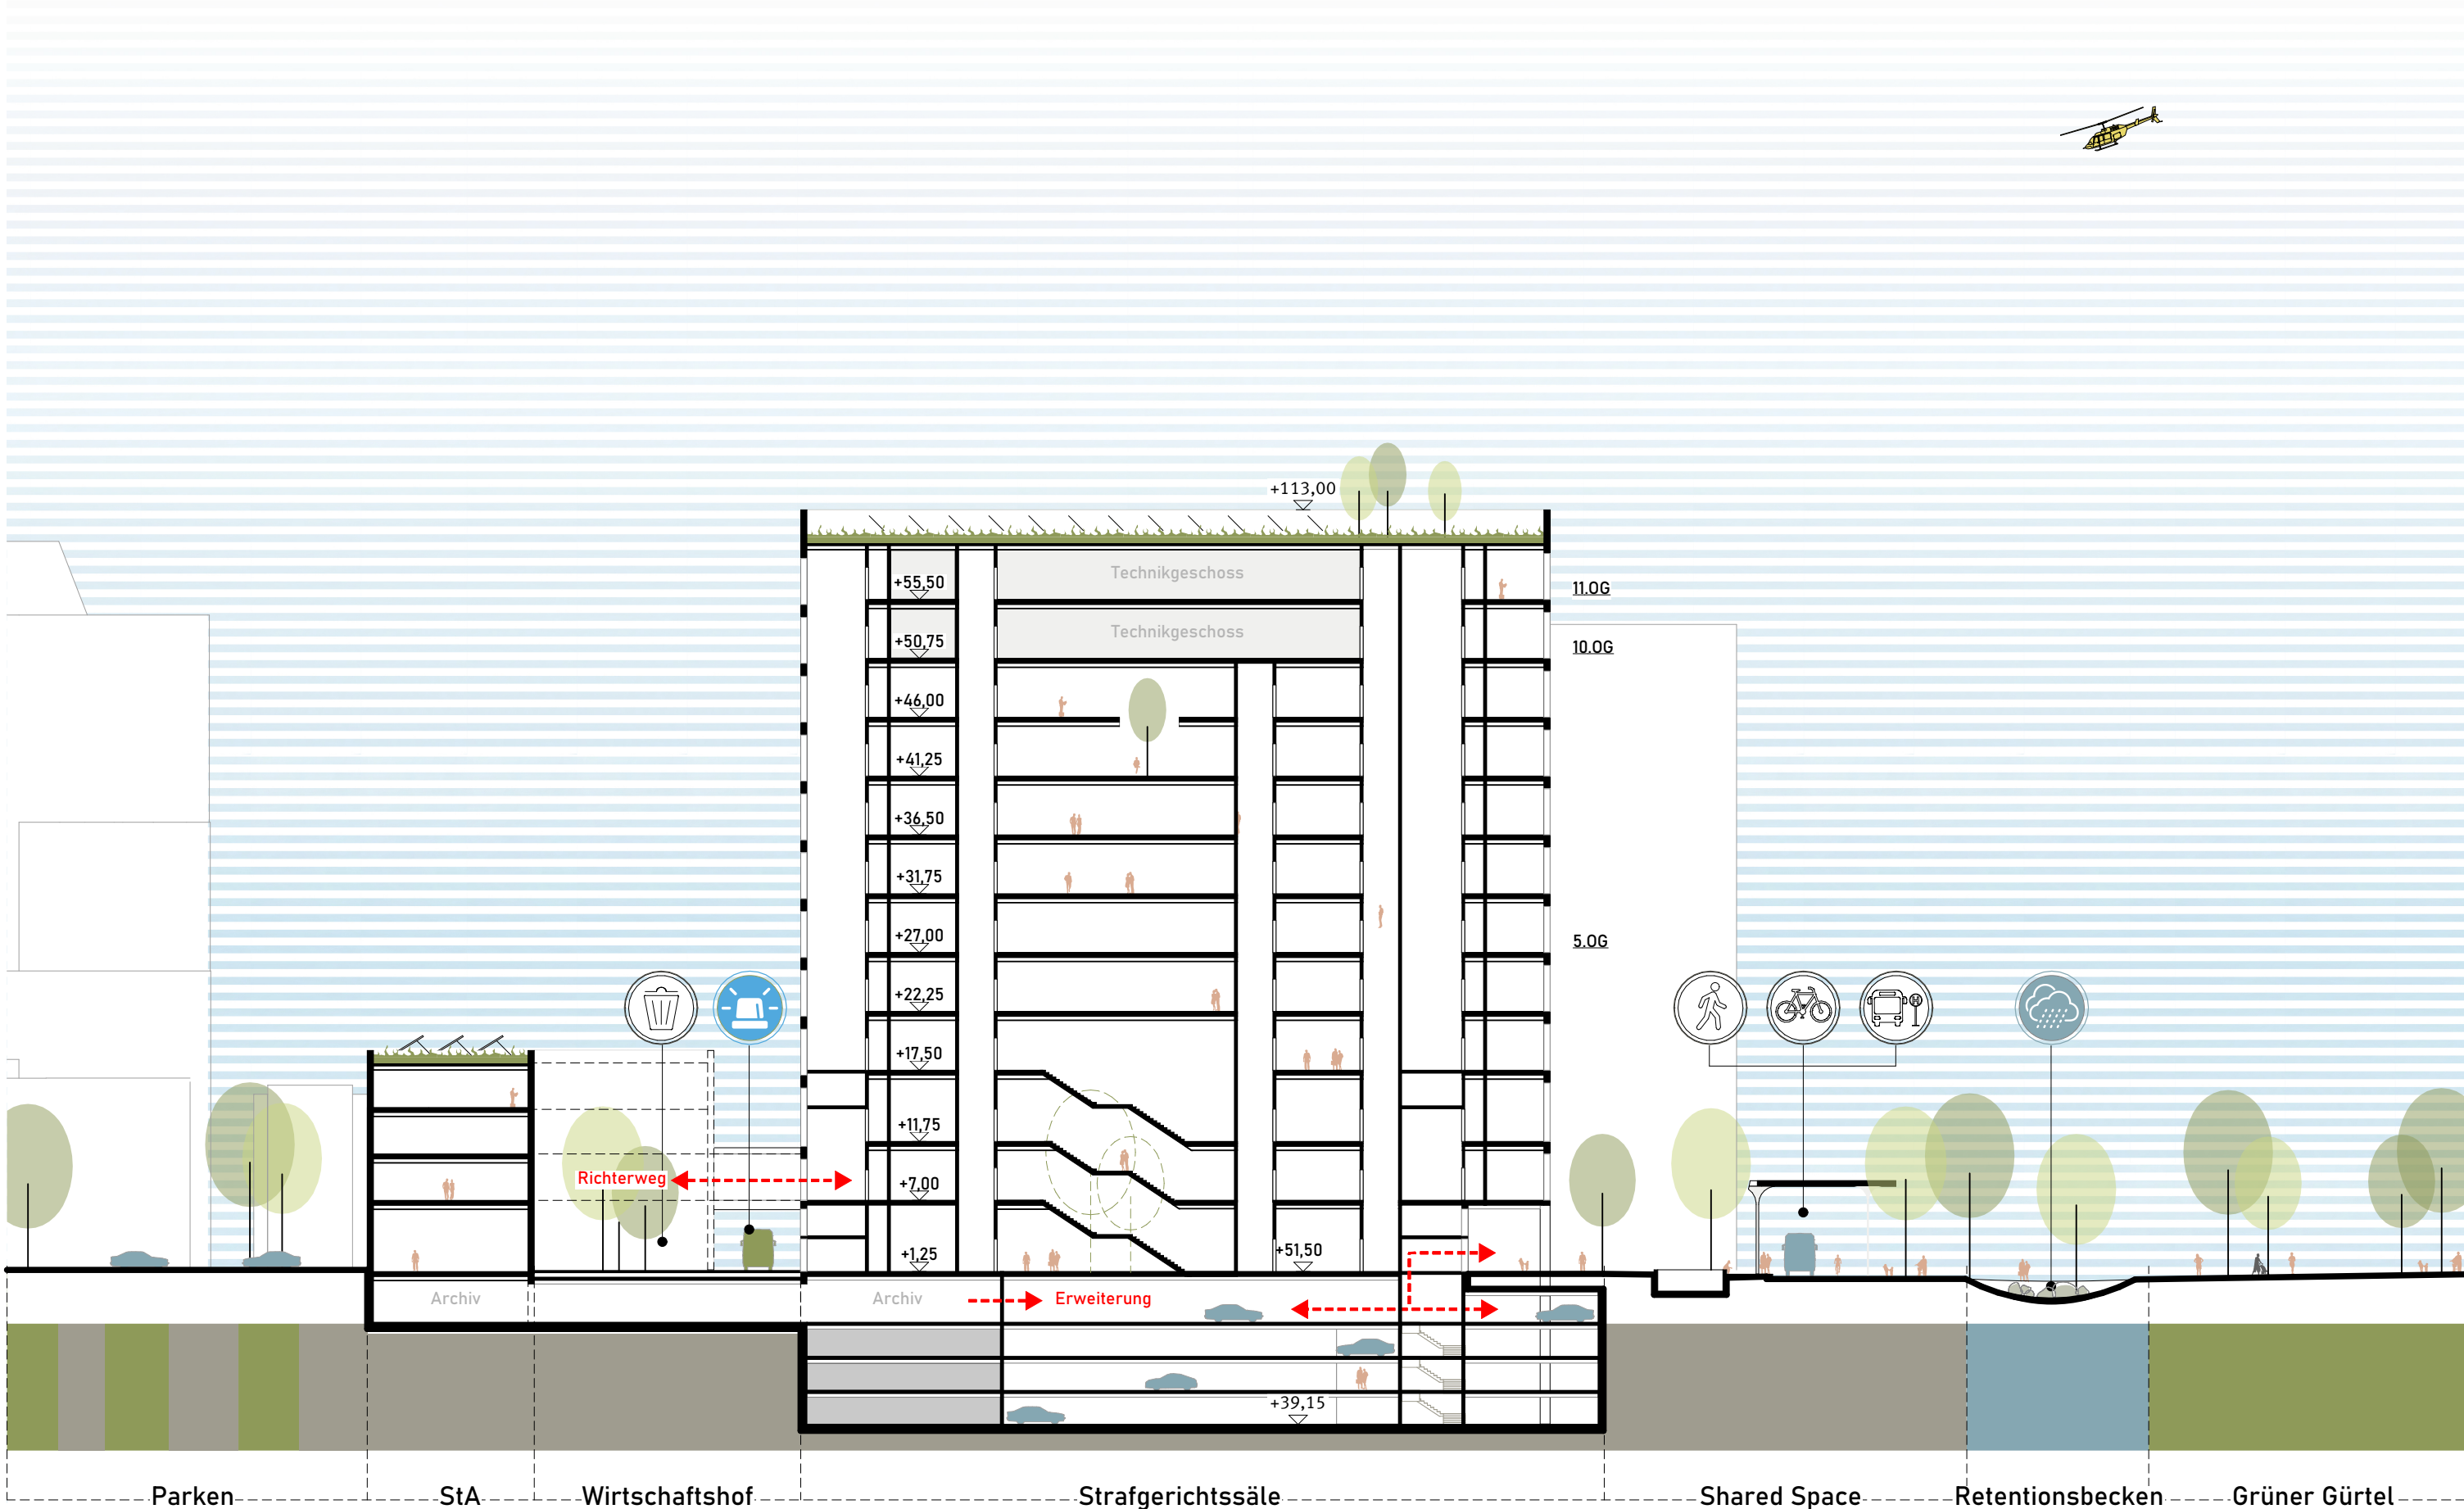 +113,00
Technikgeschoss
+55,50
11.OG
Technikgeschoss
+50,75
10.OG
+46,00
+41,25
+36,50
+31,75
+27,00
5.OG
+22,25
+17,50
+11,75
Richterweg
+7,00
+1,25
+51,50
Archiv
Archiv
Erweiterung
+39,15
Parken
StA
Wirtschaftshof
Strafgerichtssäle
Shared Space
Retentionsbecken
Grüner Gürtel